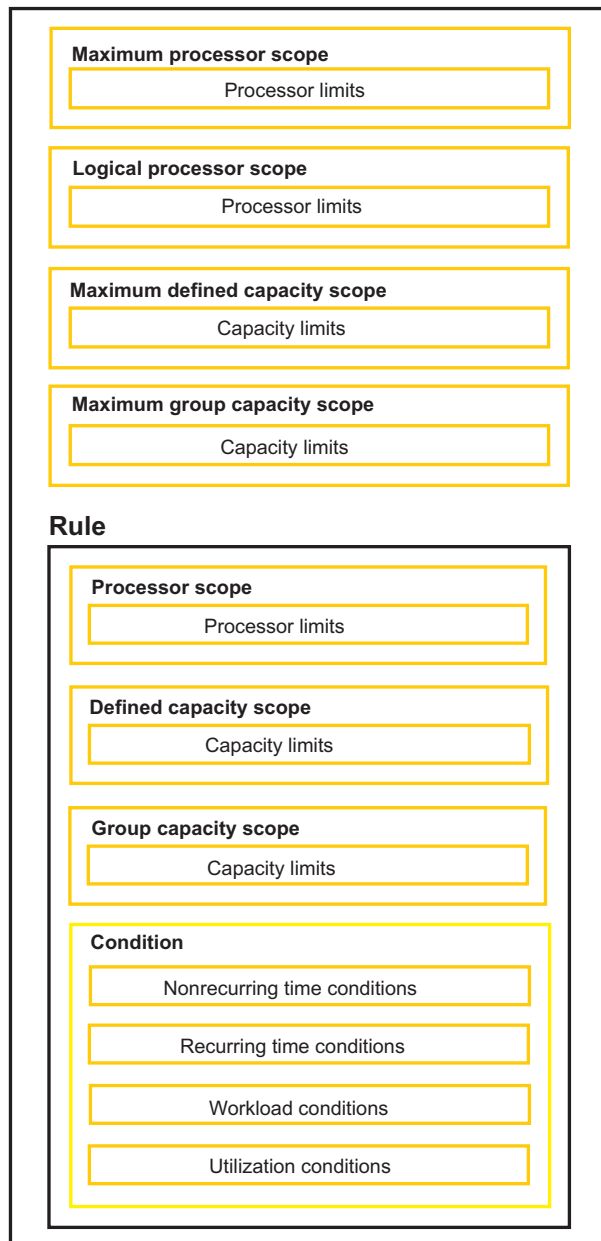 Maximum processor scope
Processor limits
Logical processor scope
Processor limits
Maximum defined capacity scope
Capacity limits
Maximum group capacity scope
Capacity limits
Rule
Processor scope
Processor limits
Defined capacity scope
Capacity limits
Group capacity scope
Capacity limits
Condition
Nonrecurring time conditions
Recurring time conditions
Workload conditions
Utilization conditions